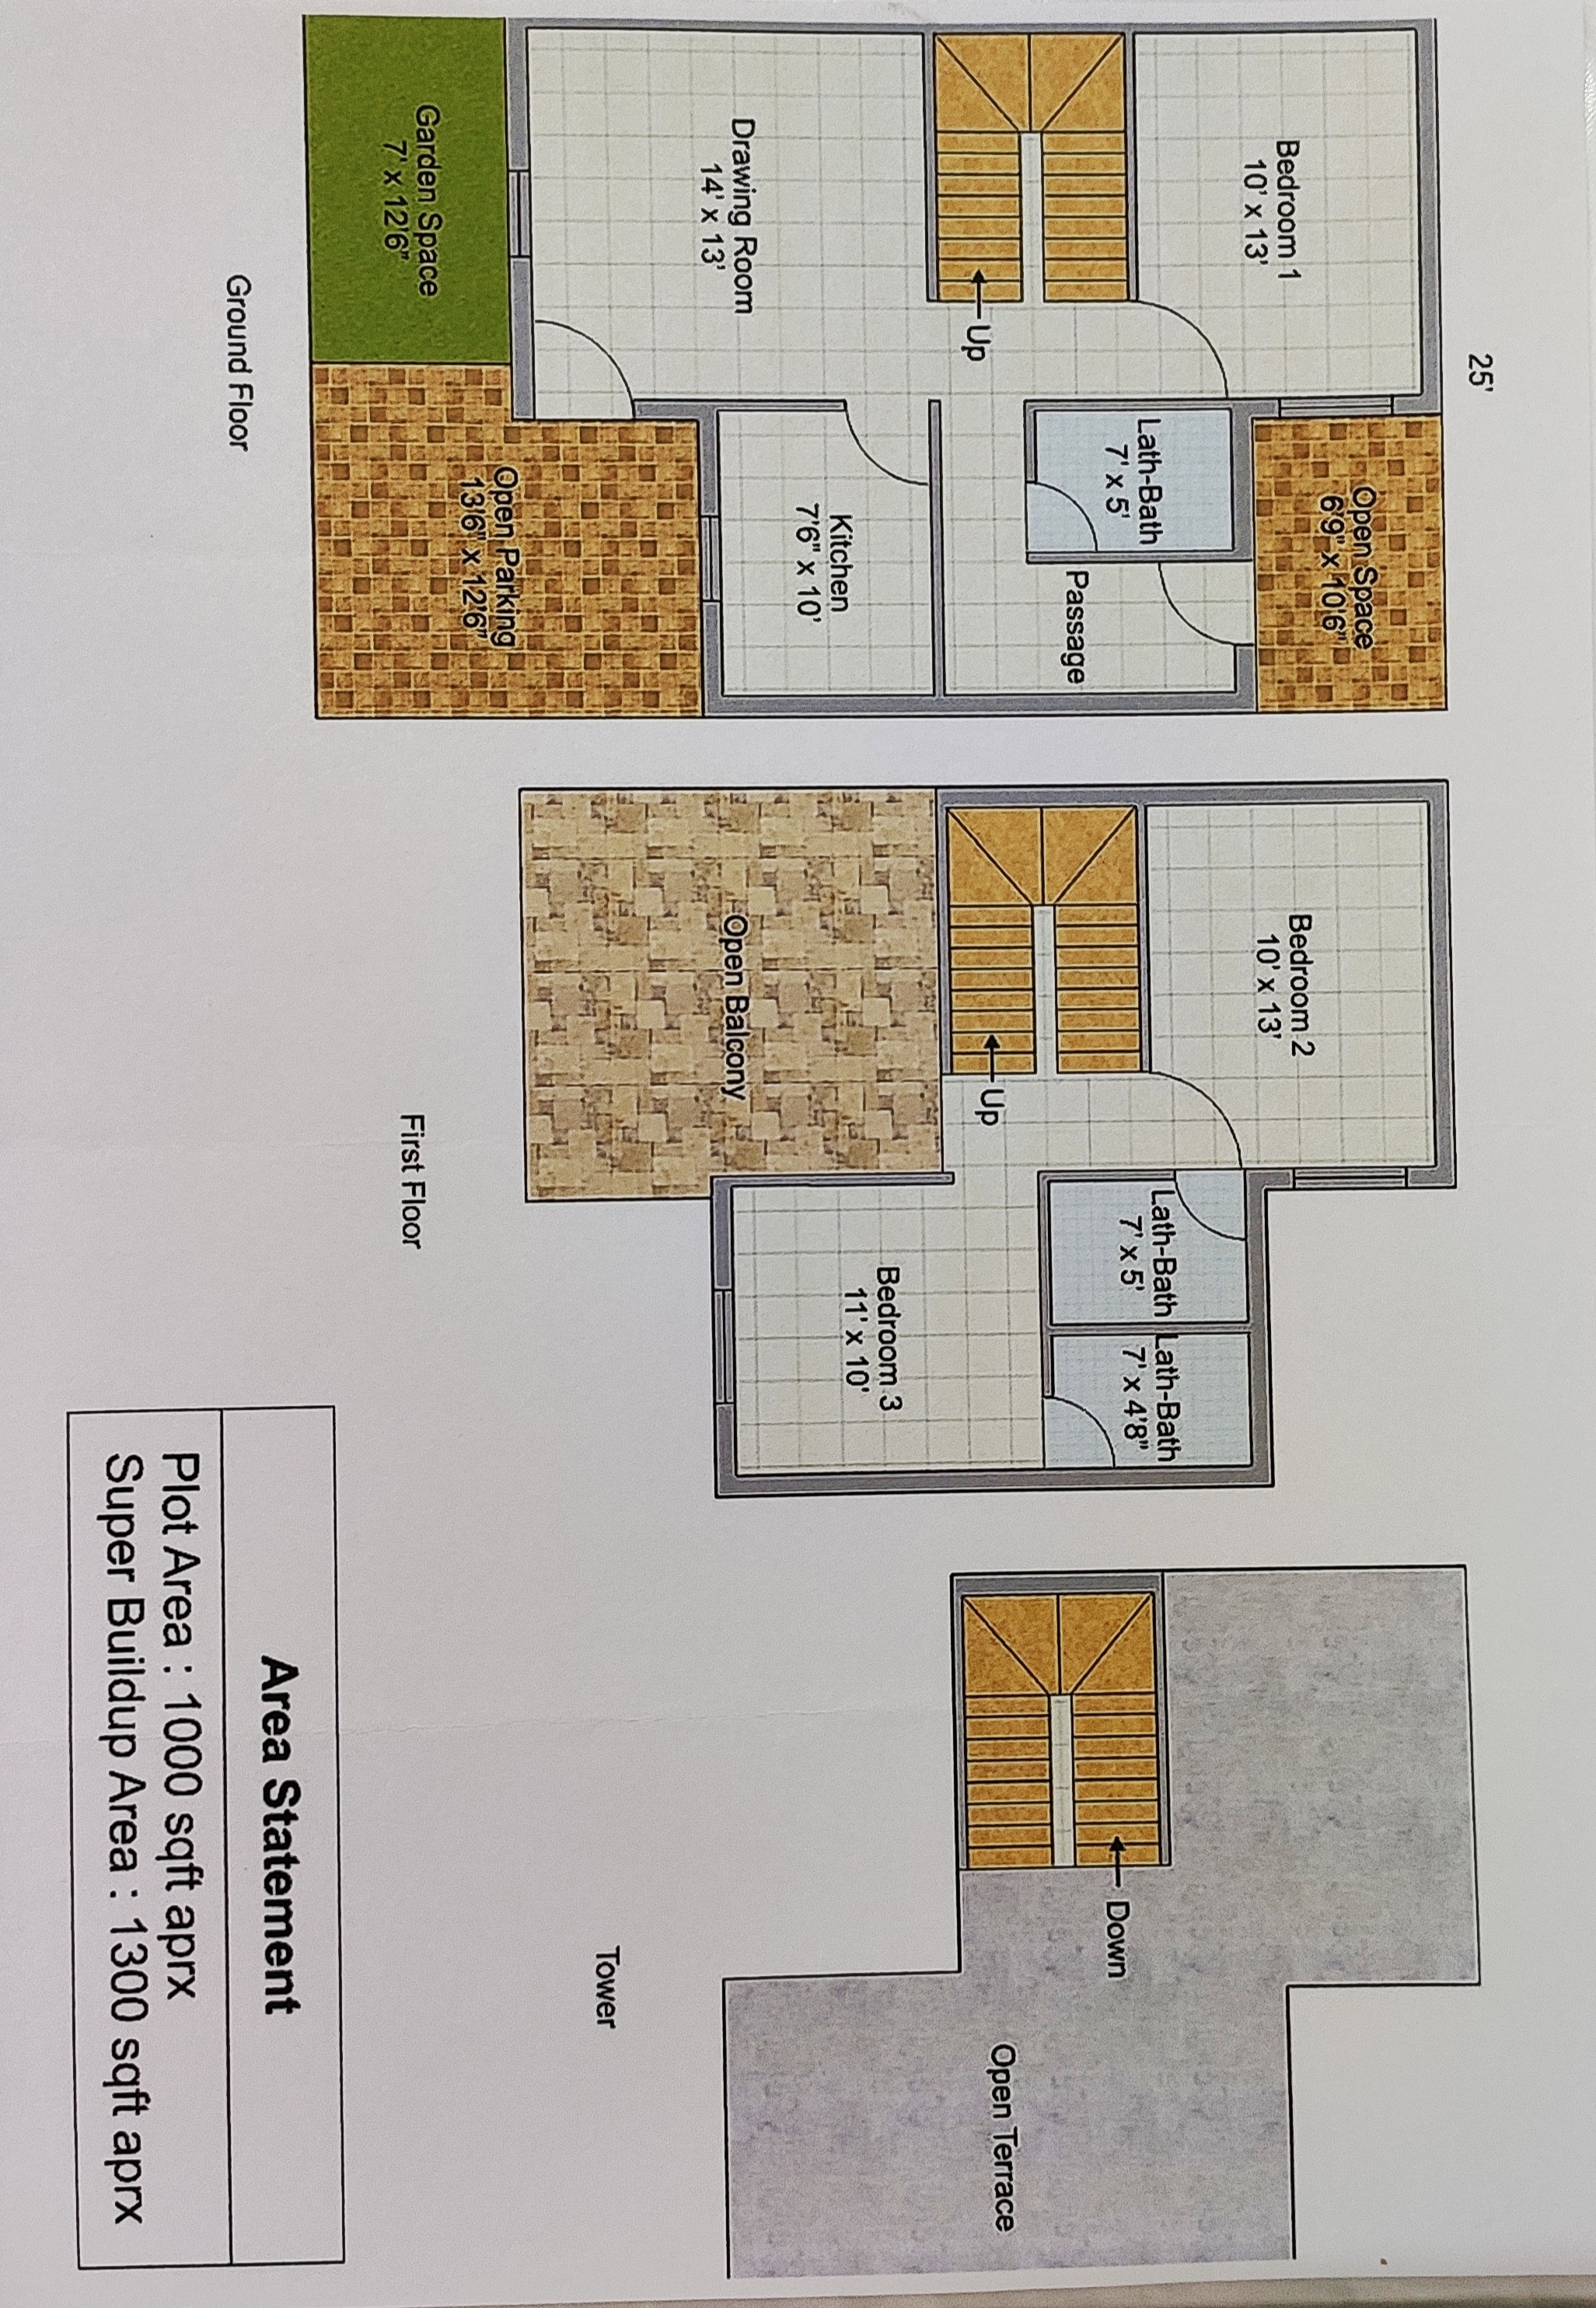 25'
Open Space
6'9" x 10'6"
Bedroom 1
10' x 13'
Lath-Bath
7' x 5'
Passage
Up
Kitchen
7'6" x 10'
Drawing Room
14' x 13'
Open Parking
13'6" x 12'6"
Garden Space
7' x 12'6"
Ground Floor
Bedroom 2
10' x 13'
Lath-Bath
7' x 5'
Lath-Bath
7' x 4'8"
Up
Bedroom 3
11' x 10'
Open Balcony
First Floor
Down
Open Terrace
Tower
Area Statement
Plot Area : 1000 sqft aprx
Super Buildup Area : 1300 sqft aprx